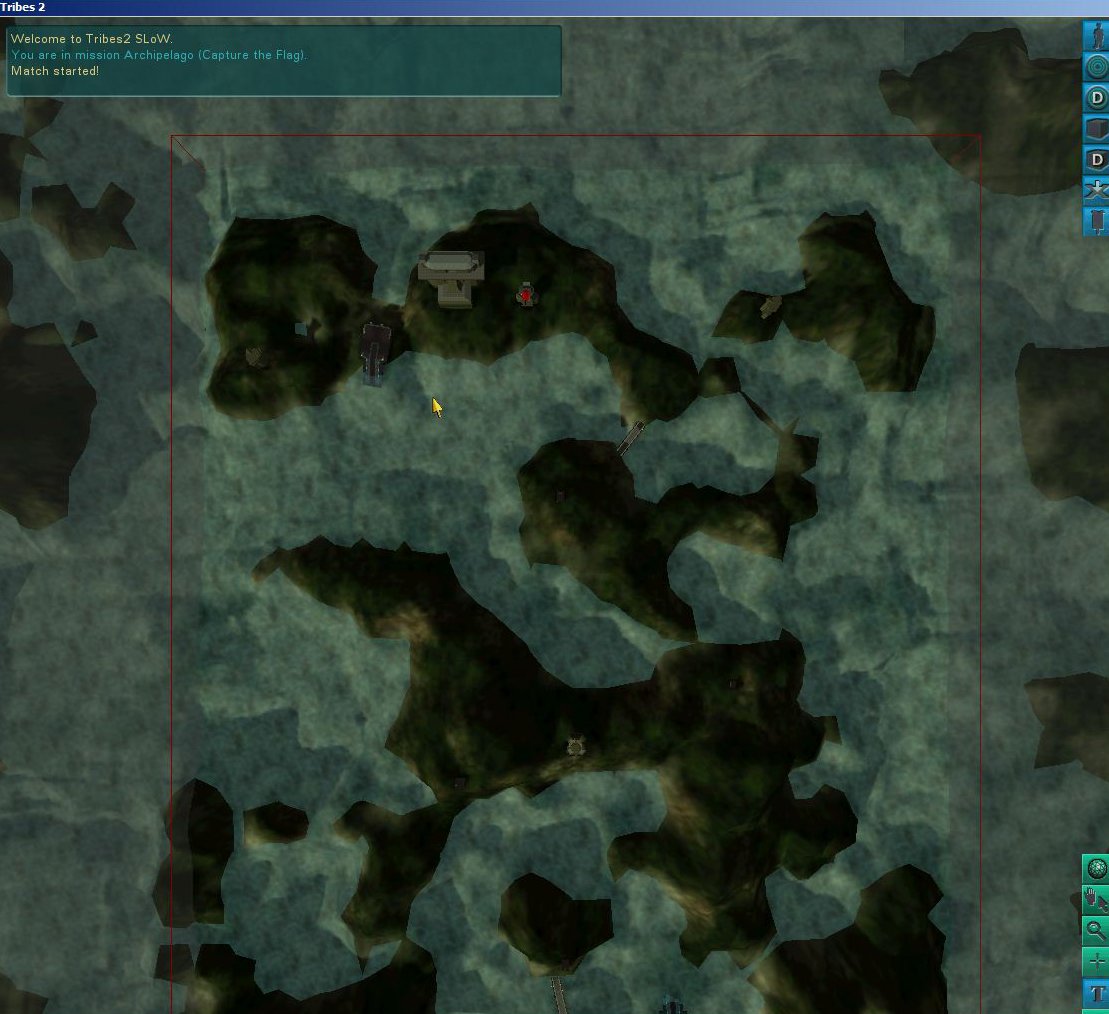 Tribes 2
Welcome to Tribes2 SLoW.
You are in mission Archipelago (Capture the Flag).
Match started!
D
D
T